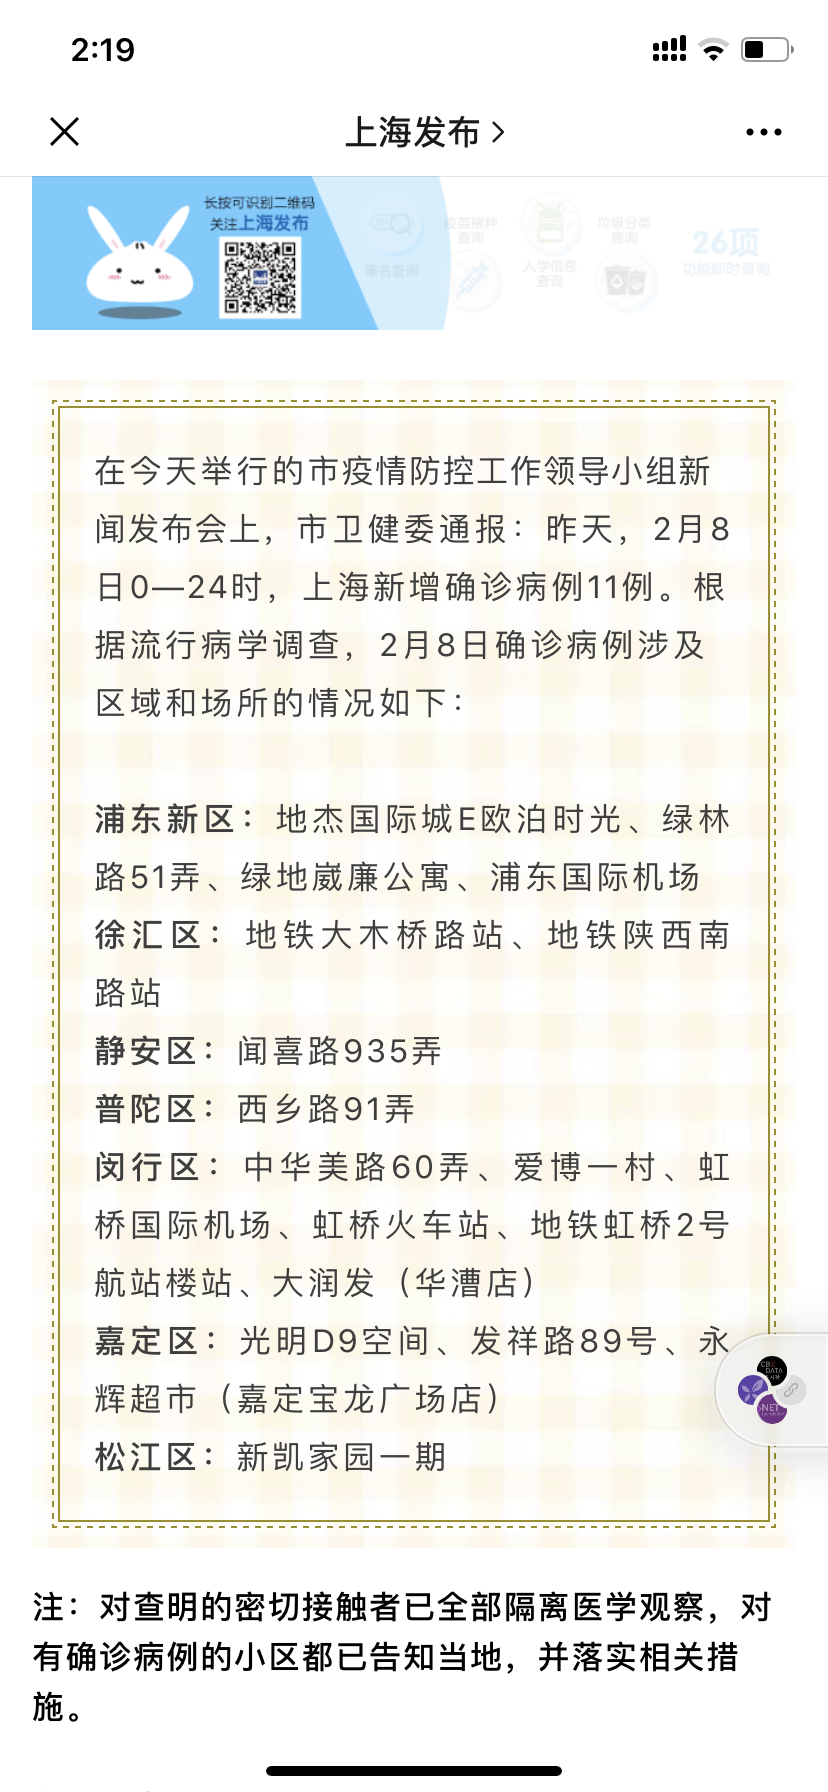 2:19
上海发布
长按可识别二维码
关注上海发布
匿名查询
疫苗接种
查询
入学信息
查询
垃圾分类
查询
26项
功能即时查询
在今天举行的市疫情防控工作领导小组新
闻发布会上，市卫健委通报：昨天，2月8
日0—24时，上海新增确诊病例11例。根
据流行病学调查，2月8日确诊病例涉及
区域和场所的情况如下：
浦东新区：地杰国际城E欧泊时光、绿林
路51弄、绿地崴廉公寓、浦东国际机场
徐汇区：地铁大木桥路站、地铁陕西南
路站
静安区：闻喜路935弄
普陀区：西乡路91弄
闵行区：中华美路60弄、爱博一村、虹
桥国际机场、虹桥火车站、地铁虹桥2号
航站楼站、大润发（华漕店）
嘉定区：光明D9空间、发祥路89号、永
辉超市（嘉定宝龙广场店）
松江区：新凯家园一期
注：对查明的密切接触者已全部隔离医学观察，对
有确诊病例的小区都已告知当地，并落实相关措
施。